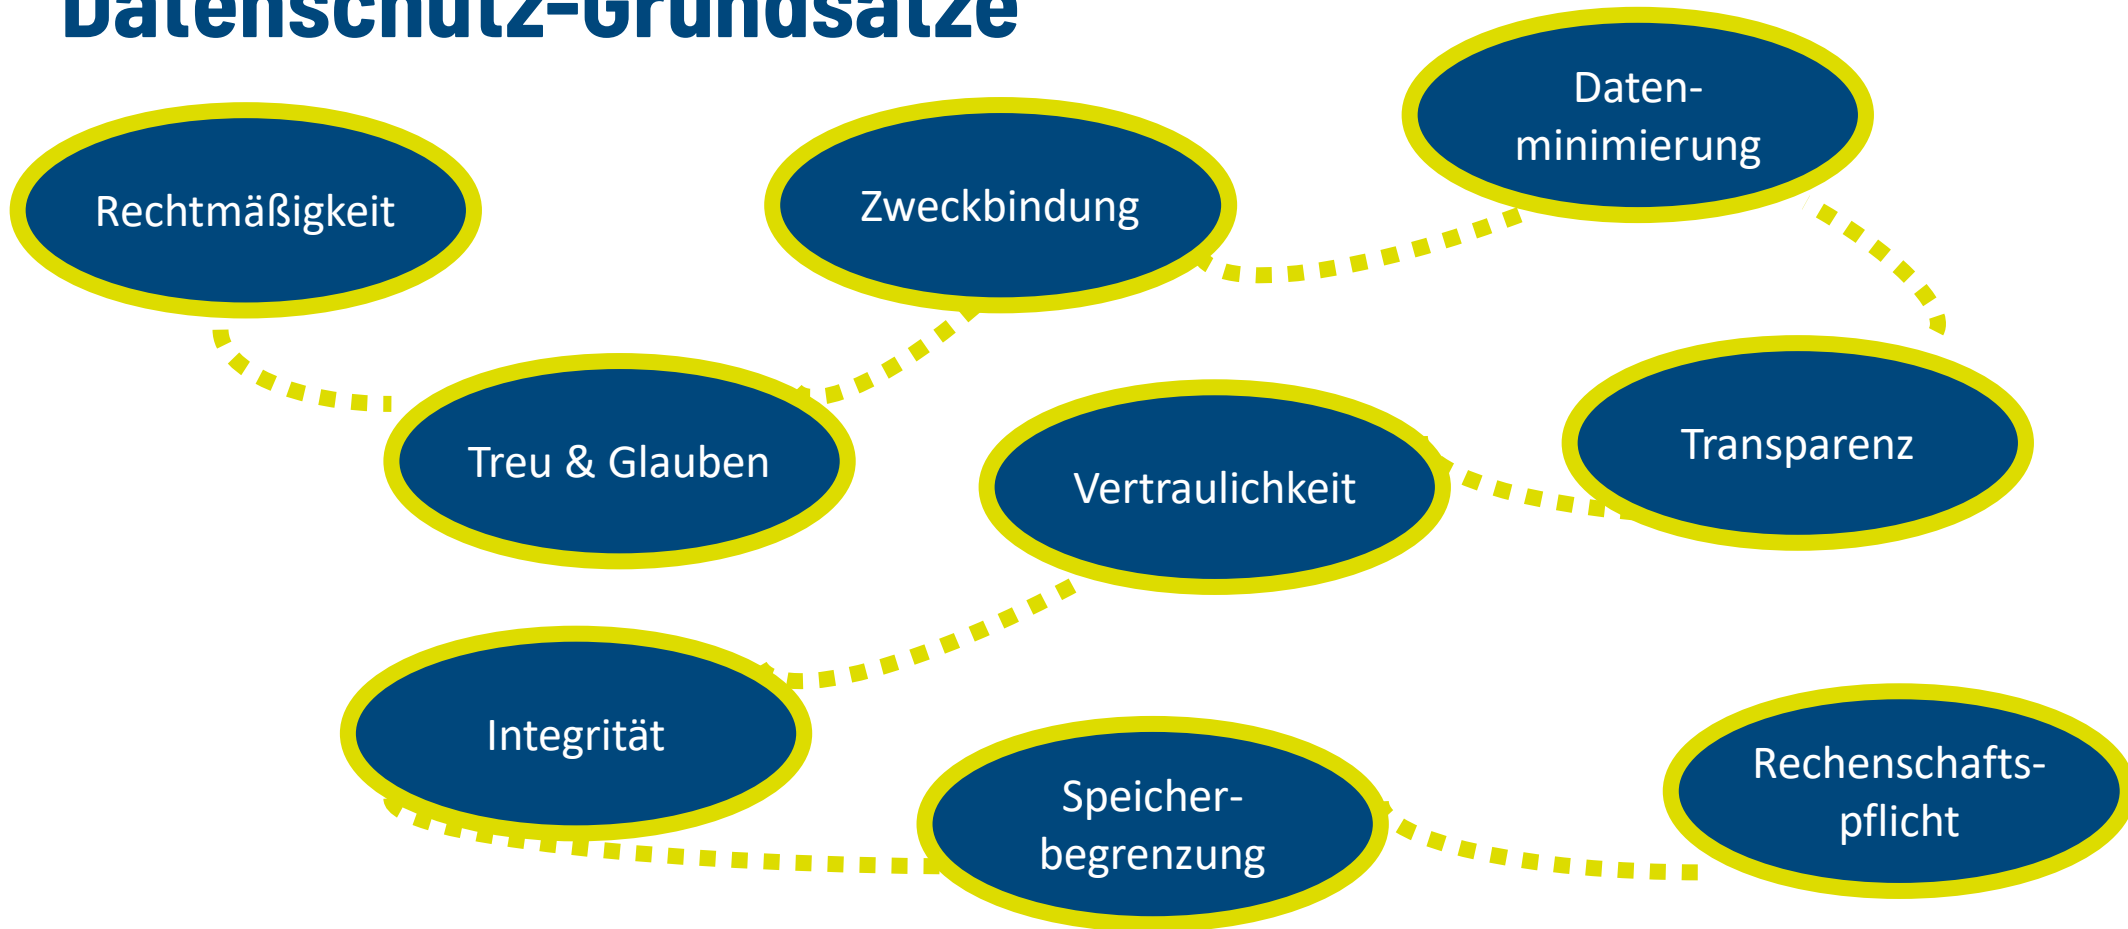 Datenschutz-Grundsätze
Rechtmäßigkeit
Treu & Glauben
Zweckbindung
Daten-
minimierung
Transparenz
Vertraulichkeit
Integrität
Speicher-
begrenzung
Rechenschafts-
pflicht